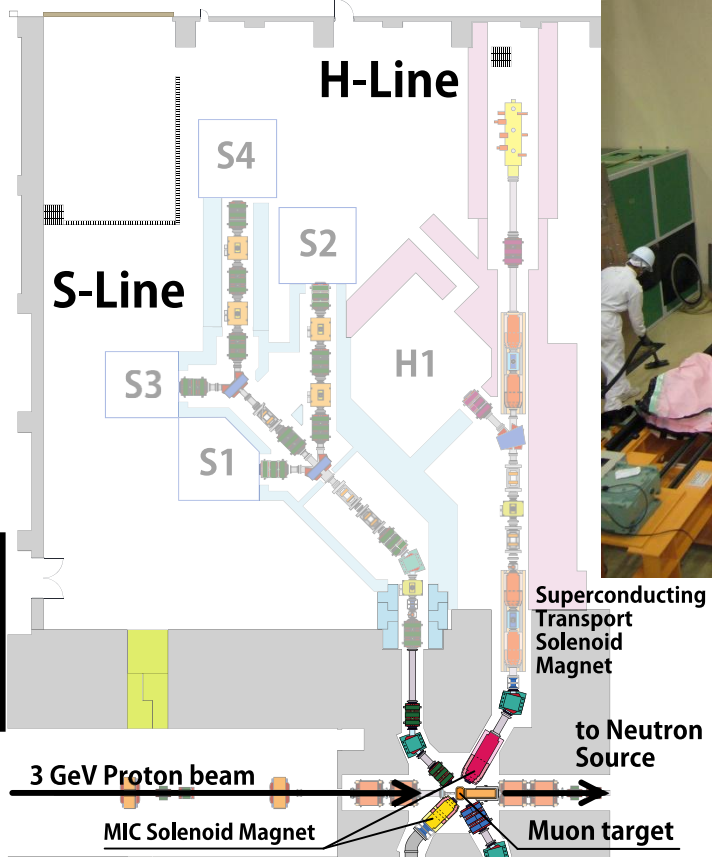 H-Line
S4
S2
S-Line
S3
H1
S1
Superconducting
Transport
Solenoid
Magnet
to Neutron
Source
3 GeV Proton beam
MIC Solenoid Magnet
Muon target